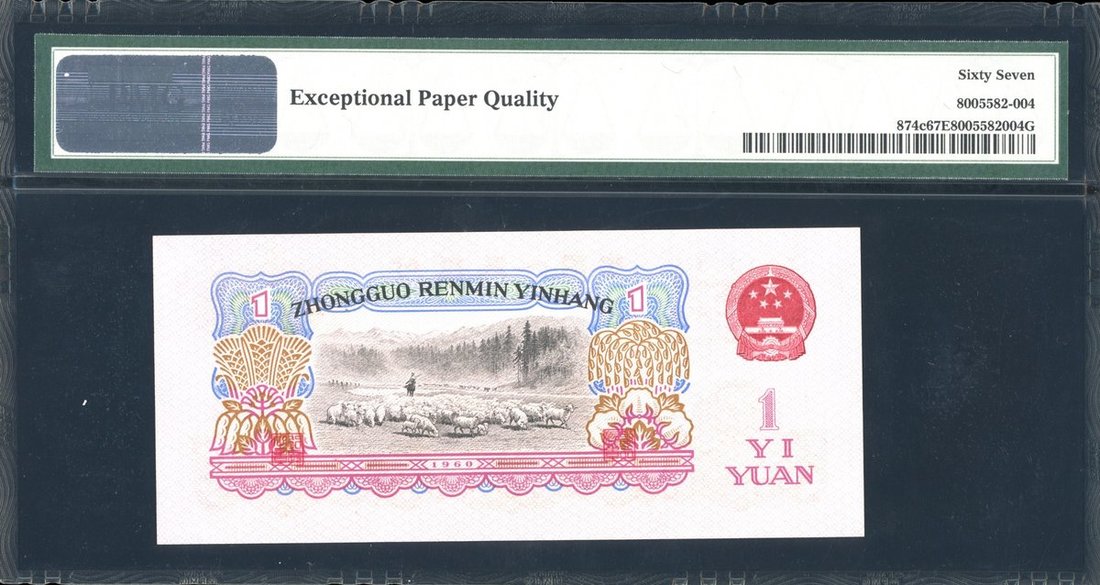 Exceptional Paper Quality
Sixty Seven
8005582-004
874c67E8005582004G
1
ZHONGGUO RENMIN YINHANG
1
1960
1
YI
YUAN